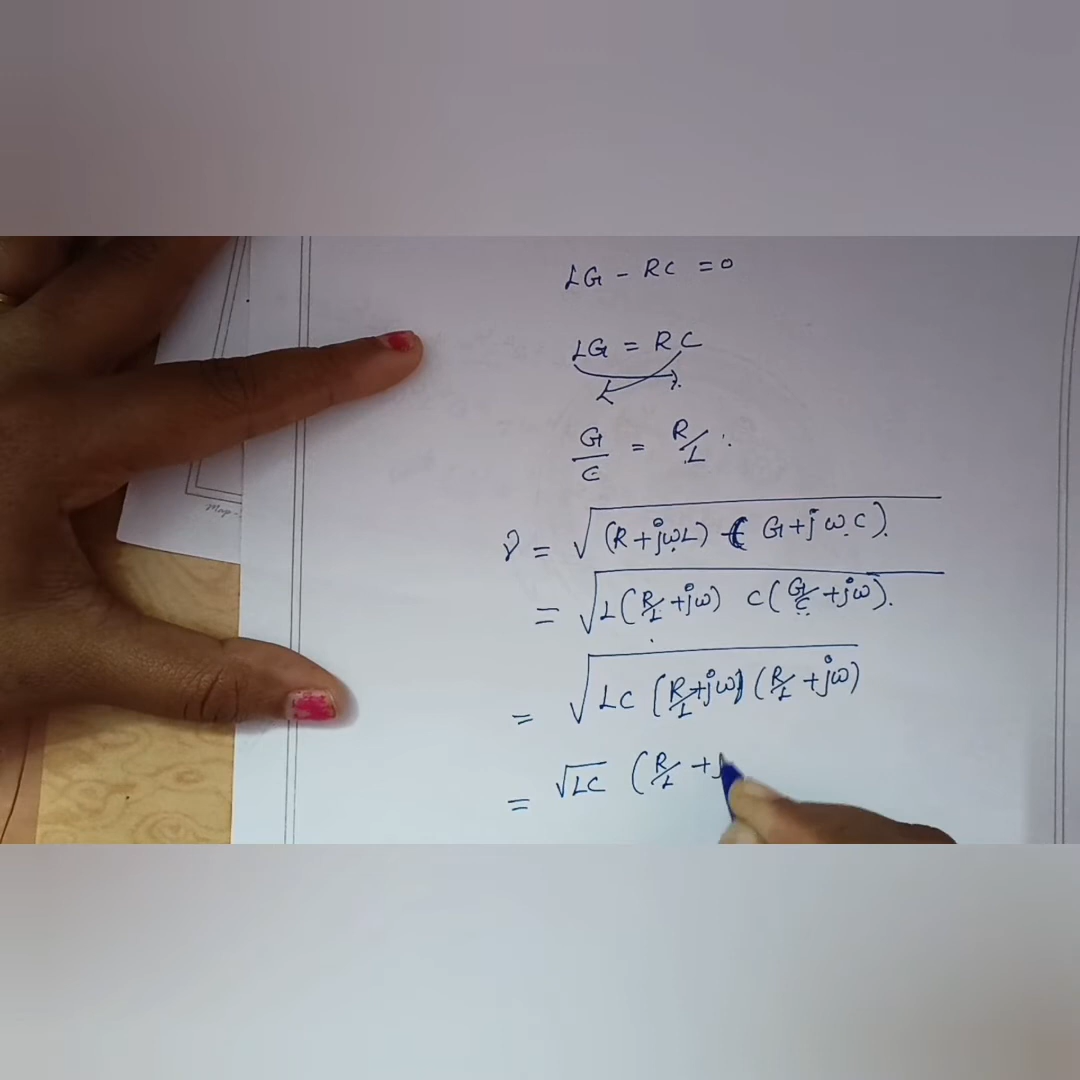 LG - RC = 0
LG = RC
G/C = R/L
γ = √(R+jωL) (G+jωC).
= √L(R/L +jω) C(G/C +jω).
= √LC (R/L+jω) (R/L +jω)
= √LC (R/L +j